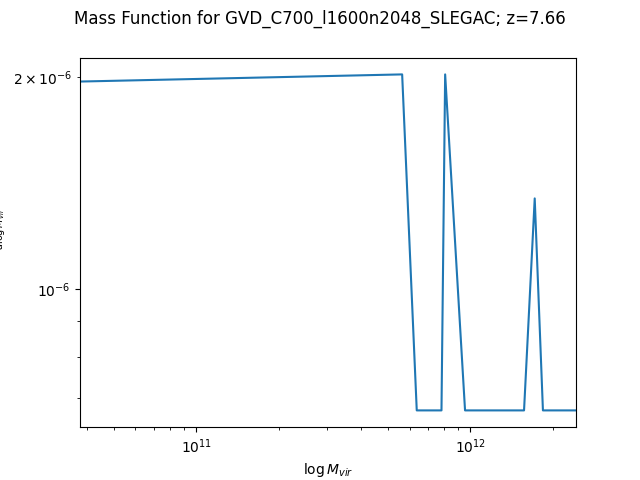 Mass Function for GVD_C700_l1600n2048_SLEGAC; z=7.66
2 × 10⁻⁶
10⁻⁶
10¹¹ 10¹²
log M_vir